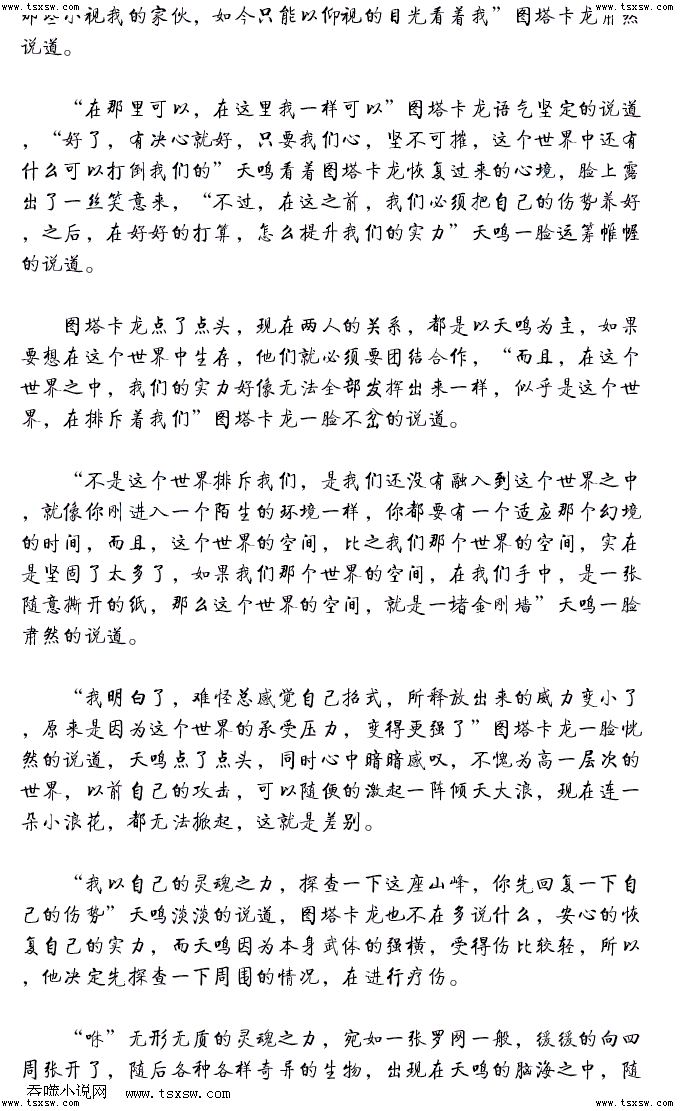 www.tsxsw.com www.tsxsw.com www.tsxsw.com www.tsxsw.com
那些小视我的家伙，如今只能以仰视的目光看着我”图塔卡龙肃然
说道。
“在那里可以，在这里我一样可以”图塔卡龙语气坚定的说道
，“好了，有决心就好，只要我们心，坚不可摧，这个世界中还有
什么可以打倒我们的”天鸣看着图塔卡龙恢复过来的心境，脸上露
出了一丝笑意来，“不过，在这之前，我们必须把自己的伤势养好
，之后，在好好的打算，怎么提升我们的实力”天鸣一脸运筹帷幄
的说道。
图塔卡龙点了点头，现在两人的关系，都是以天鸣为主，如果
要想在这个世界中生存，他们就必须要团结合作，“而且，在这个
世界之中，我们的实力好像无法全部发挥出来一样，似乎是这个世
界，在排斥着我们”图塔卡龙一脸不岔的说道。
“不是这个世界排斥我们，是我们还没有融入到这个世界之中
，就像你刚进入一个陌生的环境一样，你都要有一个适应那个幻境
的时间，而且，这个世界的空间，比之我们那个世界的空间，实在
是坚固了太多了，如果我们那个世界的空间，在我们手中，是一张
随意撕开的纸，那么这个世界的空间，就是一堵金刚墙”天鸣一脸
肃然的说道。
“我明白了，难怪总感觉自己招式，所释放出来的威力变小了
，原来是因为这个世界的承受压力，变得更强了”图塔卡龙一脸恍
然的说道，天鸣点了点头，同时心中暗暗感叹，不愧为高一层次的
世界，以前自己的攻击，可以随便的激起一阵倾天大浪，现在连一
朵小浪花，都无法掀起，这就是差别。
“我以自己的灵魂之力，探查一下这座山峰，你先回复一下自
己的伤势”天鸣淡淡的说道，图塔卡龙也不在多说什么，安心的恢
复自己的实力，而天鸣因为本身武体的强横，受得伤比较轻，所以
，他决定先探查一下周围的情况，在进行疗伤。
“咻”无形无质的灵魂之力，宛如一张罗网一般，缓缓的向四
周张开了，随后各种各样奇异的生物，出现在天鸣的脑海之中，随
吞噬小说网 www.tsxsw.com
www.tsxsw.com www.tsxsw.com www.tsxsw.com www.tsxsw.com